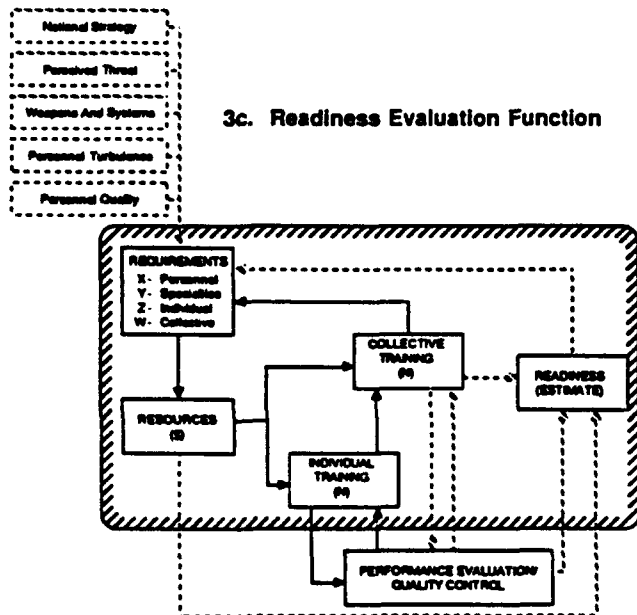 National Strategy
Perceived Threat
Weapons And Systems
Personnel Turbulence
Personnel Quality
3c. Readiness Evaluation Function
REQUIREMENTS
X - Personnel
Y - Specialties
Z - Individual
W - Collective
COLLECTIVE
TRAINING
(N)
READINESS
(ESTIMATE)
RESOURCES
($)
INDIVIDUAL
TRAINING
(N)
PERFORMANCE EVALUATION/
QUALITY CONTROL